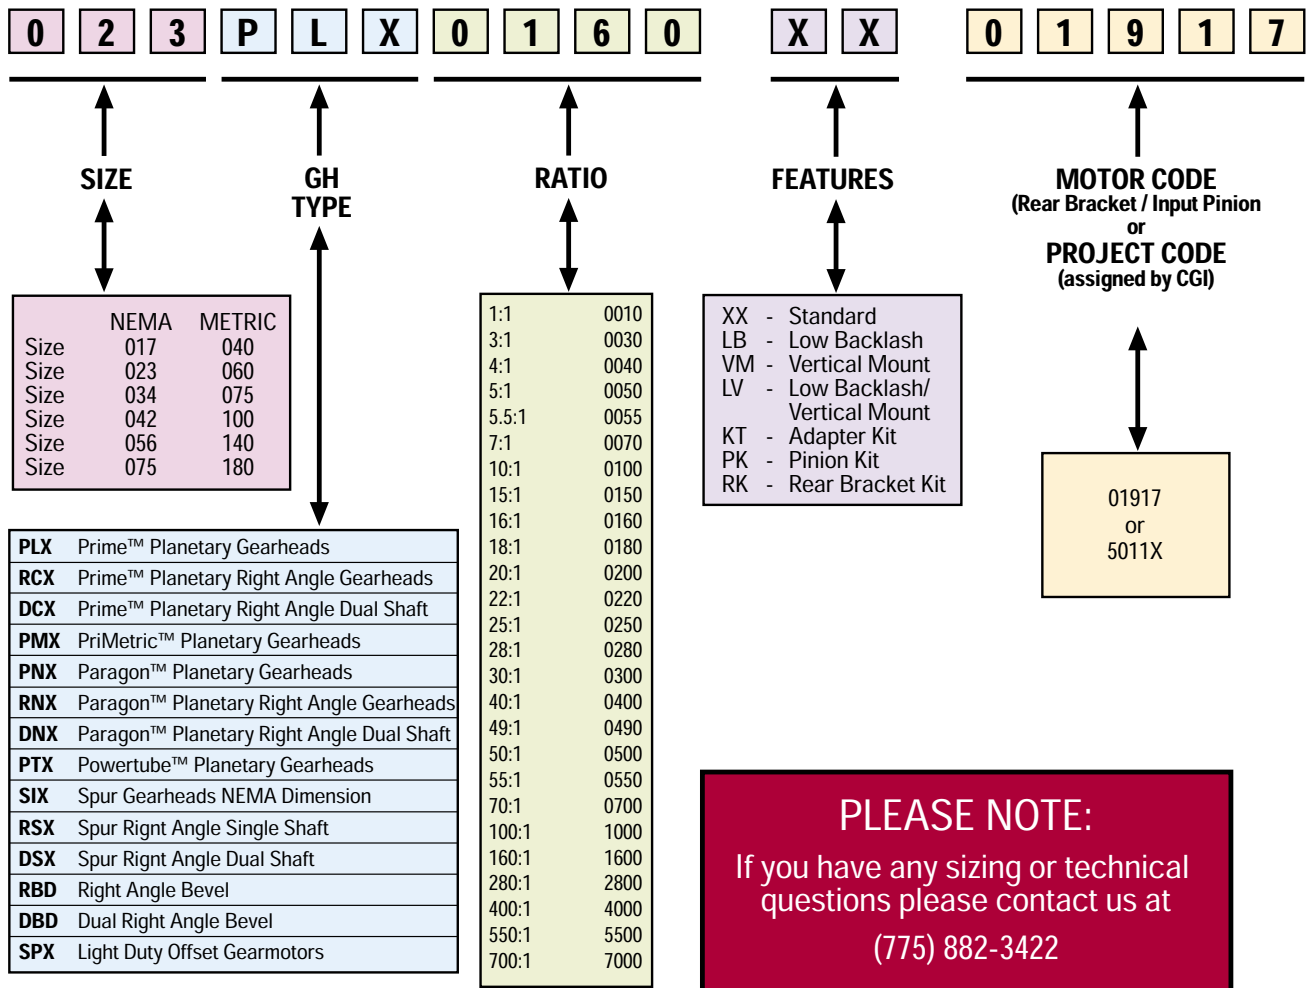 0 2 3 P L X 0 1 6 0 X X 0 1 9 1 7
SIZE
GH
TYPE
RATIO
FEATURES
MOTOR CODE
(Rear Bracket / Input Pinion
or
PROJECT CODE
(assigned by CGI)
NEMA METRIC
Size 017 040
Size 023 060
Size 034 075
Size 042 100
Size 056 140
Size 075 180
PLX Prime™ Planetary Gearheads
RCX Prime™ Planetary Right Angle Gearheads
DCX Prime™ Planetary Right Angle Dual Shaft
PMX PriMetric™ Planetary Gearheads
PNX Paragon™ Planetary Gearheads
RNX Paragon™ Planetary Right Angle Gearheads
DNX Paragon™ Planetary Right Angle Dual Shaft
PTX Powertube™ Planetary Gearheads
SIX Spur Gearheads NEMA Dimension
RSX Spur Rignt Angle Single Shaft
DSX Spur Rignt Angle Dual Shaft
RBD Right Angle Bevel
DBD Dual Right Angle Bevel
SPX Light Duty Offset Gearmotors
1:1 0010
3:1 0030
4:1 0040
5:1 0050
5.5:1 0055
7:1 0070
10:1 0100
15:1 0150
16:1 0160
18:1 0180
20:1 0200
22:1 0220
25:1 0250
28:1 0280
30:1 0300
40:1 0400
49:1 0490
50:1 0500
55:1 0550
70:1 0700
100:1 1000
160:1 1600
280:1 2800
400:1 4000
550:1 5500
700:1 7000
XX - Standard
LB - Low Backlash
VM - Vertical Mount
LV - Low Backlash/
Vertical Mount
KT - Adapter Kit
PK - Pinion Kit
RK - Rear Bracket Kit
01917
or
5011X
PLEASE NOTE:
If you have any sizing or technical
questions please contact us at
(775) 882-3422